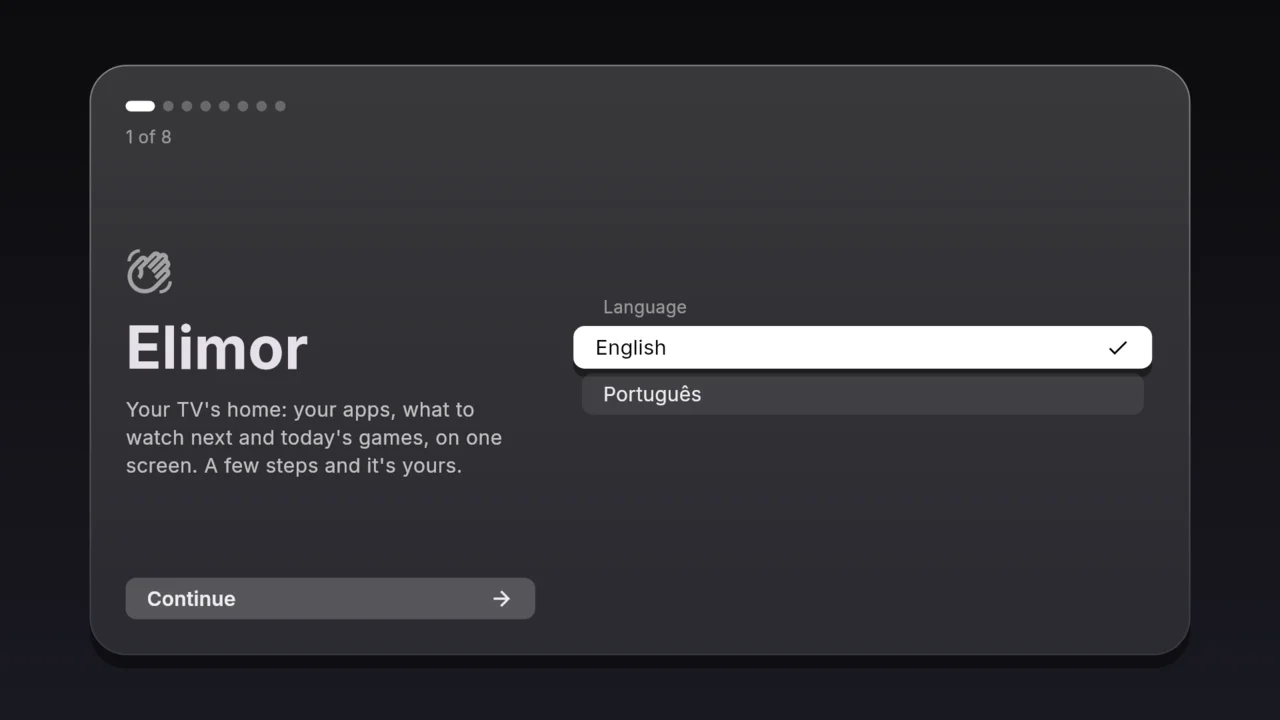 1 of 8
Elimor
Your TV's home: your apps, what to
watch next and today's games, on one
screen. A few steps and it's yours.
Continue
Language
English
Português